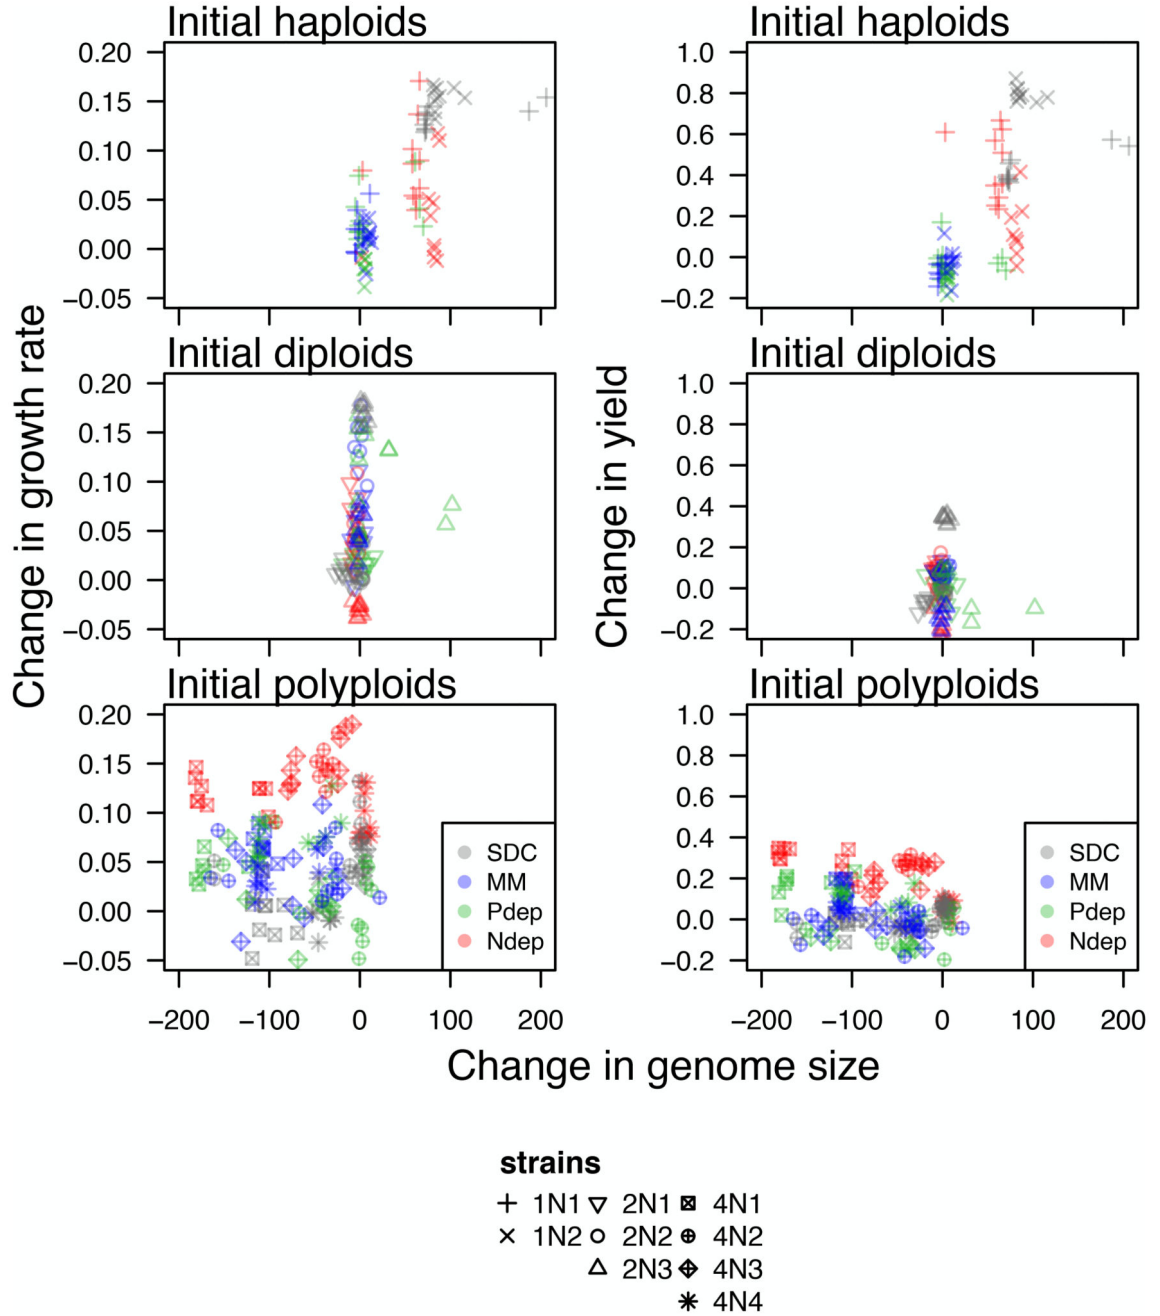 Initial haploids
Initial haploids
0.20
0.15
0.10
0.05
0.00
−0.05
1.0
0.8
0.6
0.4
0.2
0.0
−0.2
Change in growth rate
Change in yield
Initial diploids
Initial diploids
0.20
0.15
0.10
0.05
0.00
−0.05
1.0
0.8
0.6
0.4
0.2
0.0
−0.2
Initial polyploids
Initial polyploids
0.20
0.15
0.10
0.05
0.00
−0.05
1.0
0.8
0.6
0.4
0.2
0.0
−0.2
SDC
MM
Pdep
Ndep
SDC
MM
Pdep
Ndep
−200 −100 0 100 200
−200 −100 0 100 200
Change in genome size
strains
1N1 2N1 4N1
1N2 2N2 4N2
2N3 4N3
4N4